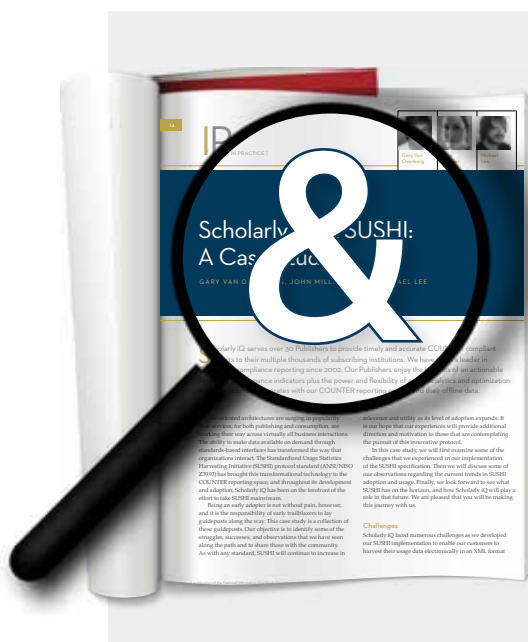 14
IP
IN PRACTICE ]
Gary Van
Overborg
Michael
Lee
&
Scholarly SUSHI:
A Cas
GARY VAN O JOHN MILL AEL LEE
olarly iQ serves over 30 Publishers to provide timely and accurate COU compliant
ts to their multiple thousands of subscribing institutions. We have leader in
compliance reporting since 2002. Our Publishers enjoy the of an actionable
ance indicators plus the power and flexibility of analytics and optimization
erates with our COUNTER reporting their offline data.
oriented architectures are surging in popularity.
service, for both publishing and consumption, are
working their way across virtually all business interactions.
The ability to make data available on demand through
standards-based interfaces has transformed the way that
organizations interact. The Standardized Usage Statistics
Harvesting Initiative (SUSHI) protocol standard (ANSI/NISO
Z39.93) has brought this transformational technology to the
COUNTER reporting space, and throughout its development
and adoption, Scholarly iQ has been on the forefront of the
effort to take SUSHI mainstream.
Being an early adopter is not without pain, however,
and it is the responsibility of early trailblazers to lay
guideposts along the way. This case study is a collection of
these guideposts. Our objective is to identify some of the
struggles, successes, and observations that we have seen
along the path and to share those with the community.
As with any standard, SUSHI will continue to increase in
relevance and utility as its level of adoption expands. It
is our hope that our experiences will provide additional
direction and motivation to those that are contemplating
the pursuit of this innovative protocol.
In this case study, we will first examine some of the
challenges that we experienced in our implementation
of the SUSHI specification. Then we will discuss some of
our observations regarding the current trends in SUSHI
adoption and usage. Finally, we look forward to see what
SUSHI has on the horizon, and how Scholarly iQ will play a
role in that future. We are pleased that you will be making
this journey with us.
Challenges
Scholarly iQ faced numerous challenges as we developed
our SUSHI implementation to enable our customers to
harvest their usage data electronically in an XML format